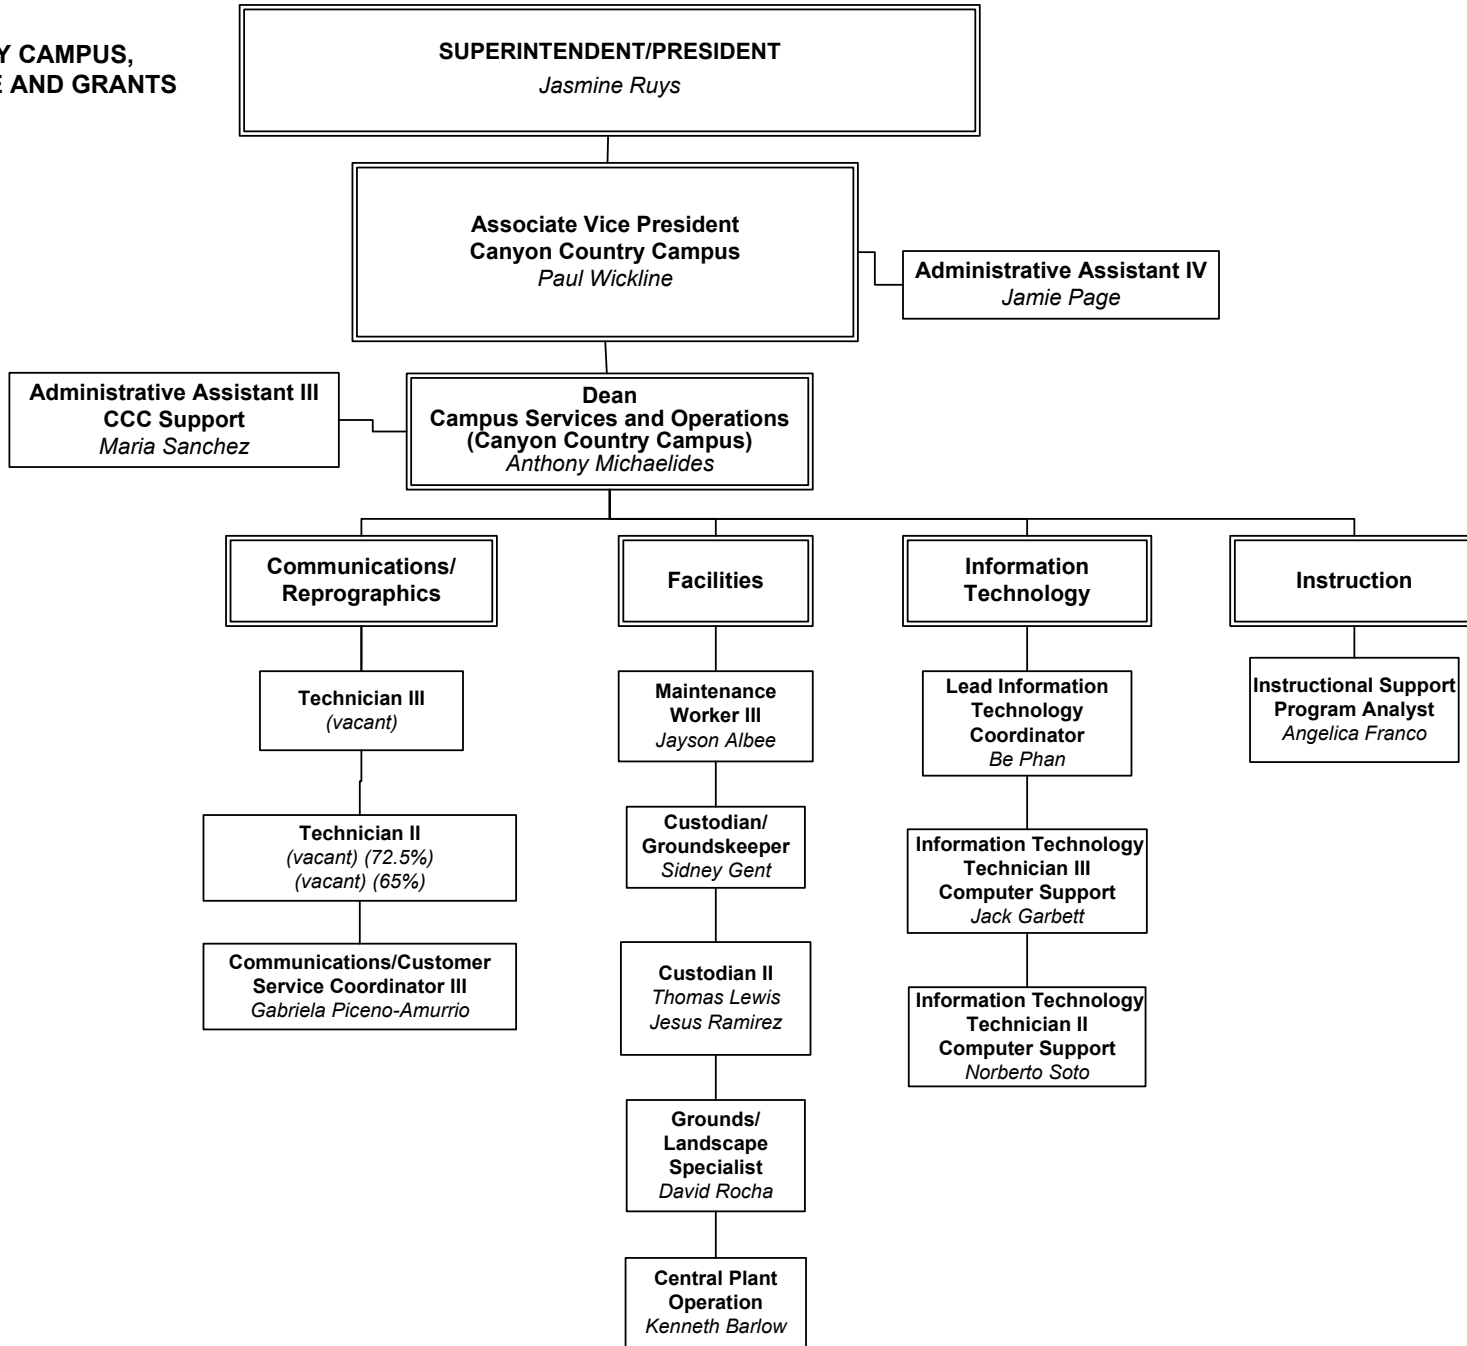 Y CAMPUS,
E AND GRANTS
SUPERINTENDENT/PRESIDENT
Jasmine Ruys
Associate Vice President
Canyon Country Campus
Paul Wickline
Administrative Assistant IV
Jamie Page
Administrative Assistant III
CCC Support
Maria Sanchez
Dean
Campus Services and Operations
(Canyon Country Campus)
Anthony Michaelides
Communications/
Reprographics
Technician III
(vacant)
Technician II
(vacant) (72.5%)
(vacant) (65%)
Communications/Customer
Service Coordinator III
Gabriela Piceno-Amurrio
Facilities
Maintenance
Worker III
Jayson Albee
Custodian/
Groundskeeper
Sidney Gent
Custodian II
Thomas Lewis
Jesus Ramirez
Grounds/
Landscape
Specialist
David Rocha
Central Plant
Operation
Kenneth Barlow
Information
Technology
Lead Information
Technology
Coordinator
Be Phan
Information Technology
Technician III
Computer Support
Jack Garbett
Information Technology
Technician II
Computer Support
Norberto Soto
Instruction
Instructional Support
Program Analyst
Angelica Franco